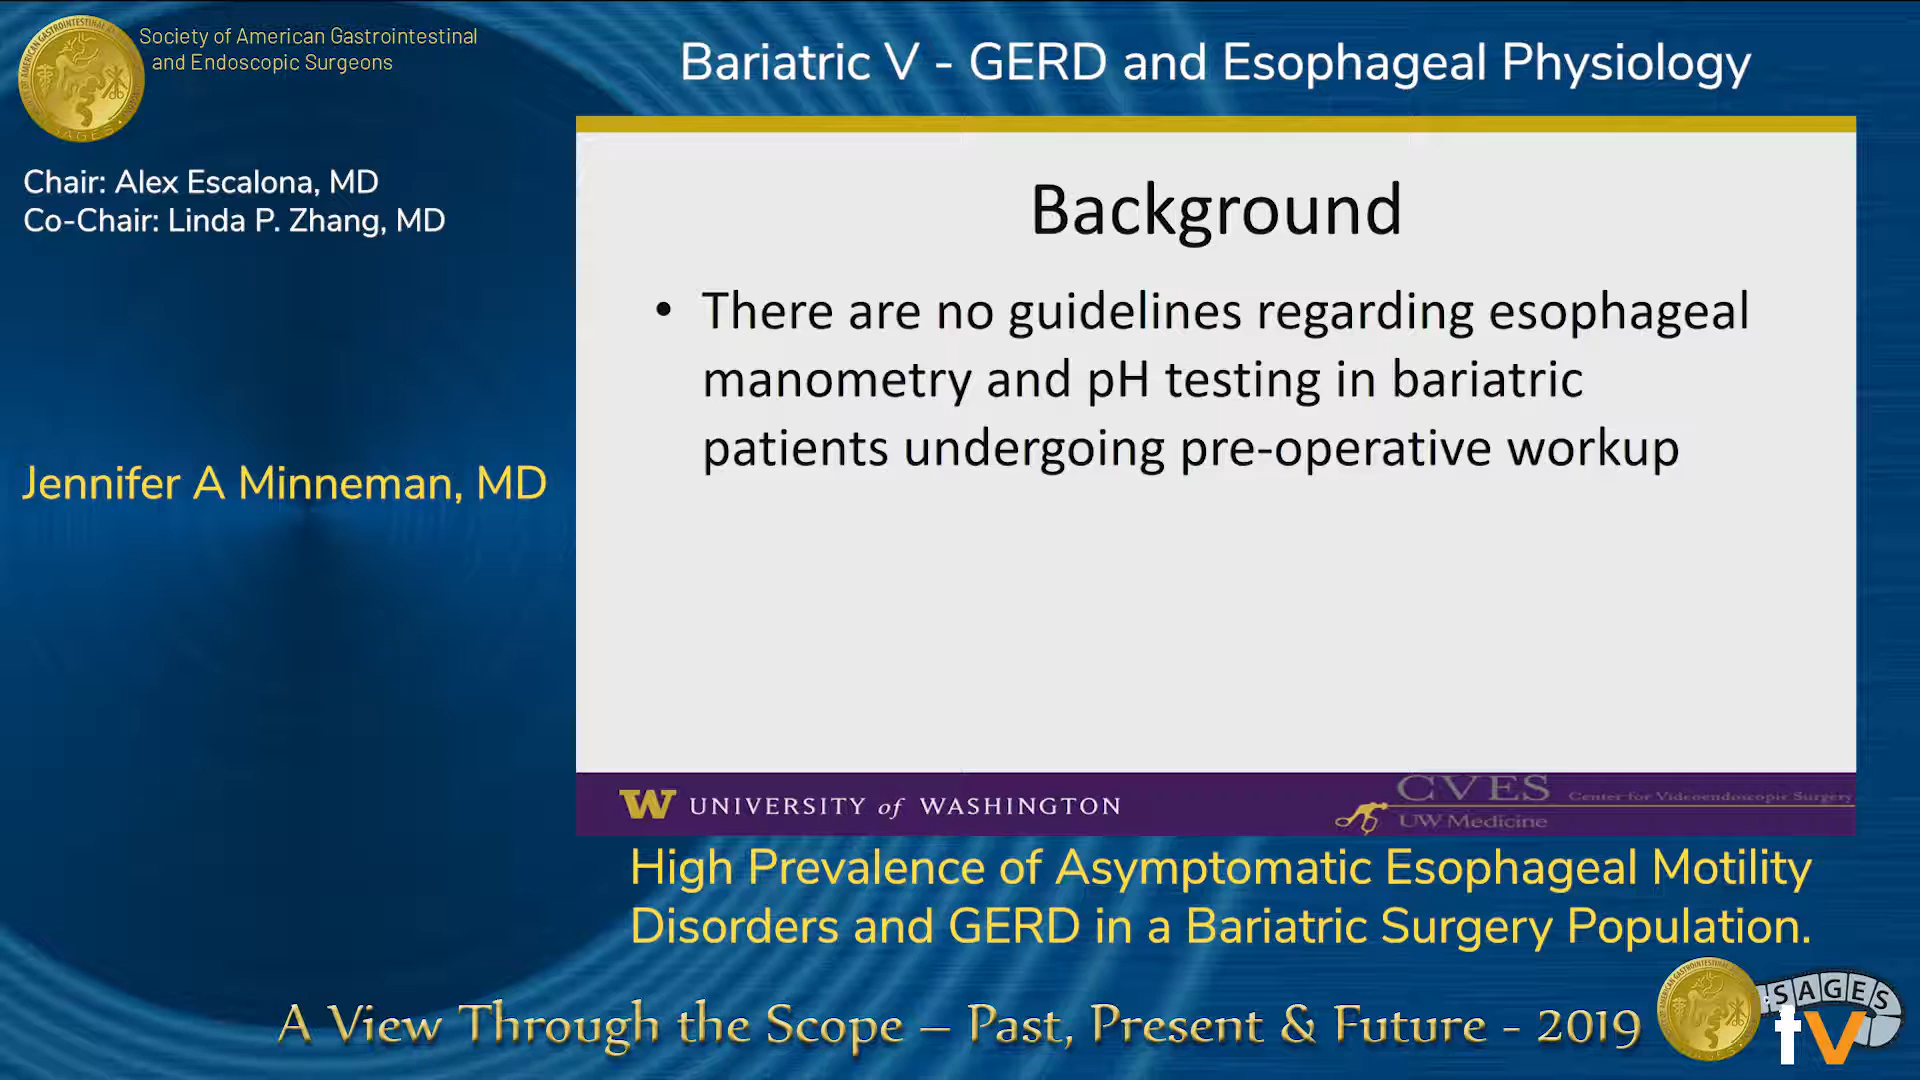 Society of American Gastrointestinal
and Endoscopic Surgeons
Bariatric V - GERD and Esophageal Physiology
Chair: Alex Escalona, MD
Co-Chair: Linda P. Zhang, MD
Jennifer A Minneman, MD
Background
• There are no guidelines regarding esophageal
manometry and pH testing in bariatric
patients undergoing pre-operative workup
W UNIVERSITY of WASHINGTON
CVES Center for Videoendoscopic Surgery
UW Medicine
High Prevalence of Asymptomatic Esophageal Motility
Disorders and GERD in a Bariatric Surgery Population.
A View Through the Scope – Past, Present & Future - 2019
SAGES
tv